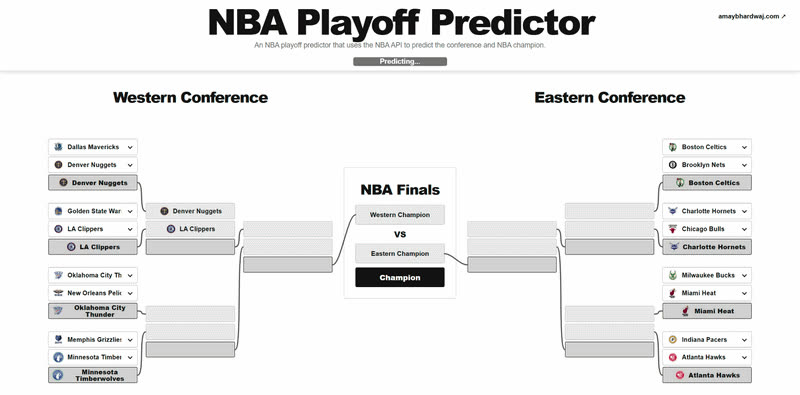 NBA Playoff Predictor
amaybhardwaj.com ↗
An NBA playoff predictor that uses the NBA API to predict the conference and NBA champion.
Predicting...
Western Conference
Dallas Mavericks
Denver Nuggets
Denver Nuggets
Golden State War
LA Clippers
LA Clippers
Oklahoma City Th
New Orleans Pelic
Oklahoma City
Thunder
Memphis Grizzlies
Minnesota Timber
Minnesota
Timberwolves
Denver Nuggets
LA Clippers
NBA Finals
Western Champion
VS
Eastern Champion
Champion
Eastern Conference
Boston Celtics
Brooklyn Nets
Boston Celtics
Charlotte Hornets
Chicago Bulls
Charlotte Hornets
Milwaukee Bucks
Miami Heat
Miami Heat
Indiana Pacers
Atlanta Hawks
Atlanta Hawks